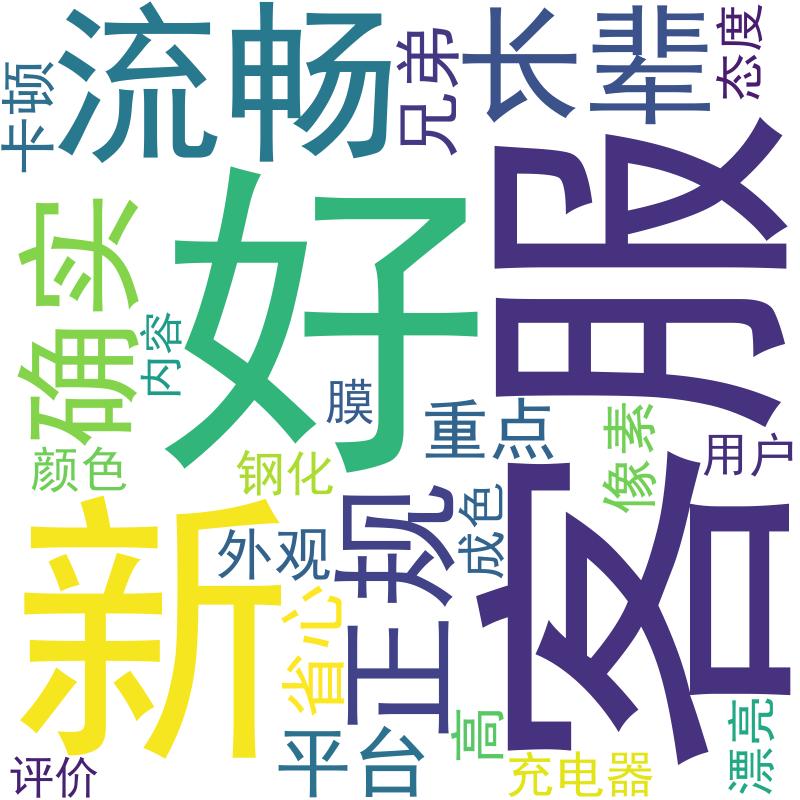 流畅
卡顿
兄弟
长辈
态度
好
客服
确实
内容
膜
重点
像素
用户
颜色
钢化
新
外观
正规
成色
省心
平台
高
充电器
漂亮
评价